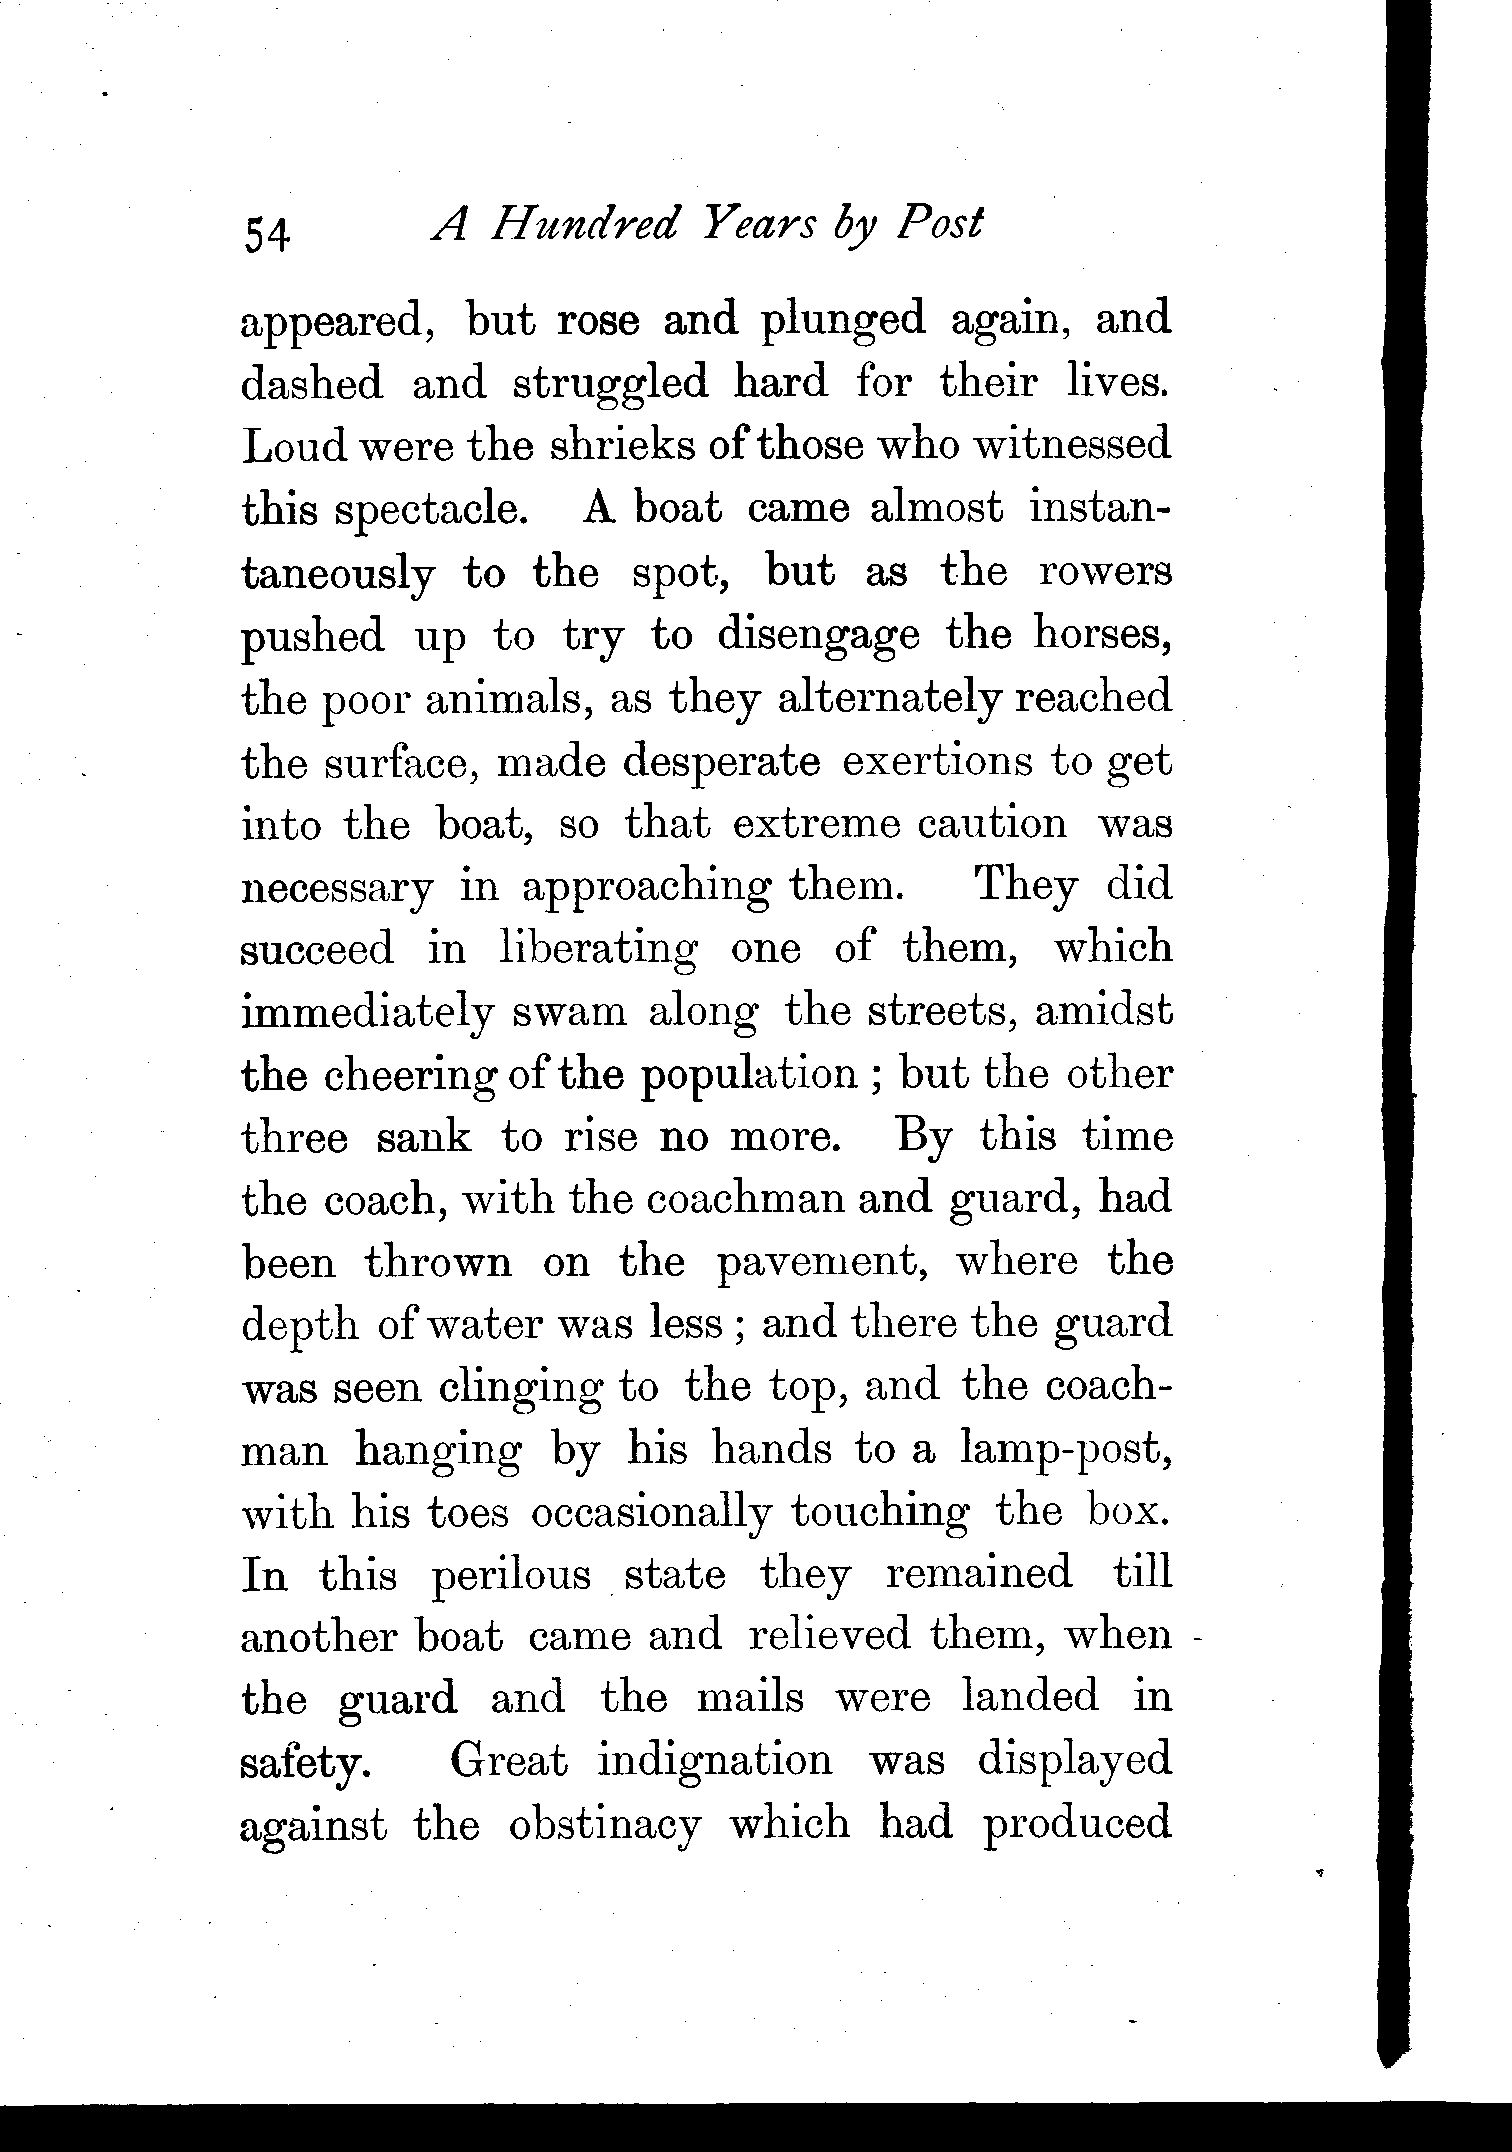 54 A Hundred Years by Post
appeared, but rose and plunged again, and
dashed and struggled hard for their lives.
Loud were the shrieks of those who witnessed
this spectacle. A boat came almost instan-
taneously to the spot, but as the rowers
pushed up to try to disengage the horses,
the poor animals, as they alternately reached
the surface, made desperate exertions to get
into the boat, so that extreme caution was
necessary in approaching them. They did
succeed in liberating one of them, which
immediately swam along the streets, amidst
the cheering of the population ; but the other
three sank to rise no more. By this time
the coach, with the coachman and guard, had
been thrown on the pavement, where the
depth of water was less ; and there the guard
was seen clinging to the top, and the coach-
man hanging by his hands to a lamp-post,
with his toes occasionally touching the box.
In this perilous state they remained till
another boat came and relieved them, when
the guard and the mails were landed in
safety. Great indignation was displayed
against the obstinacy which had produced